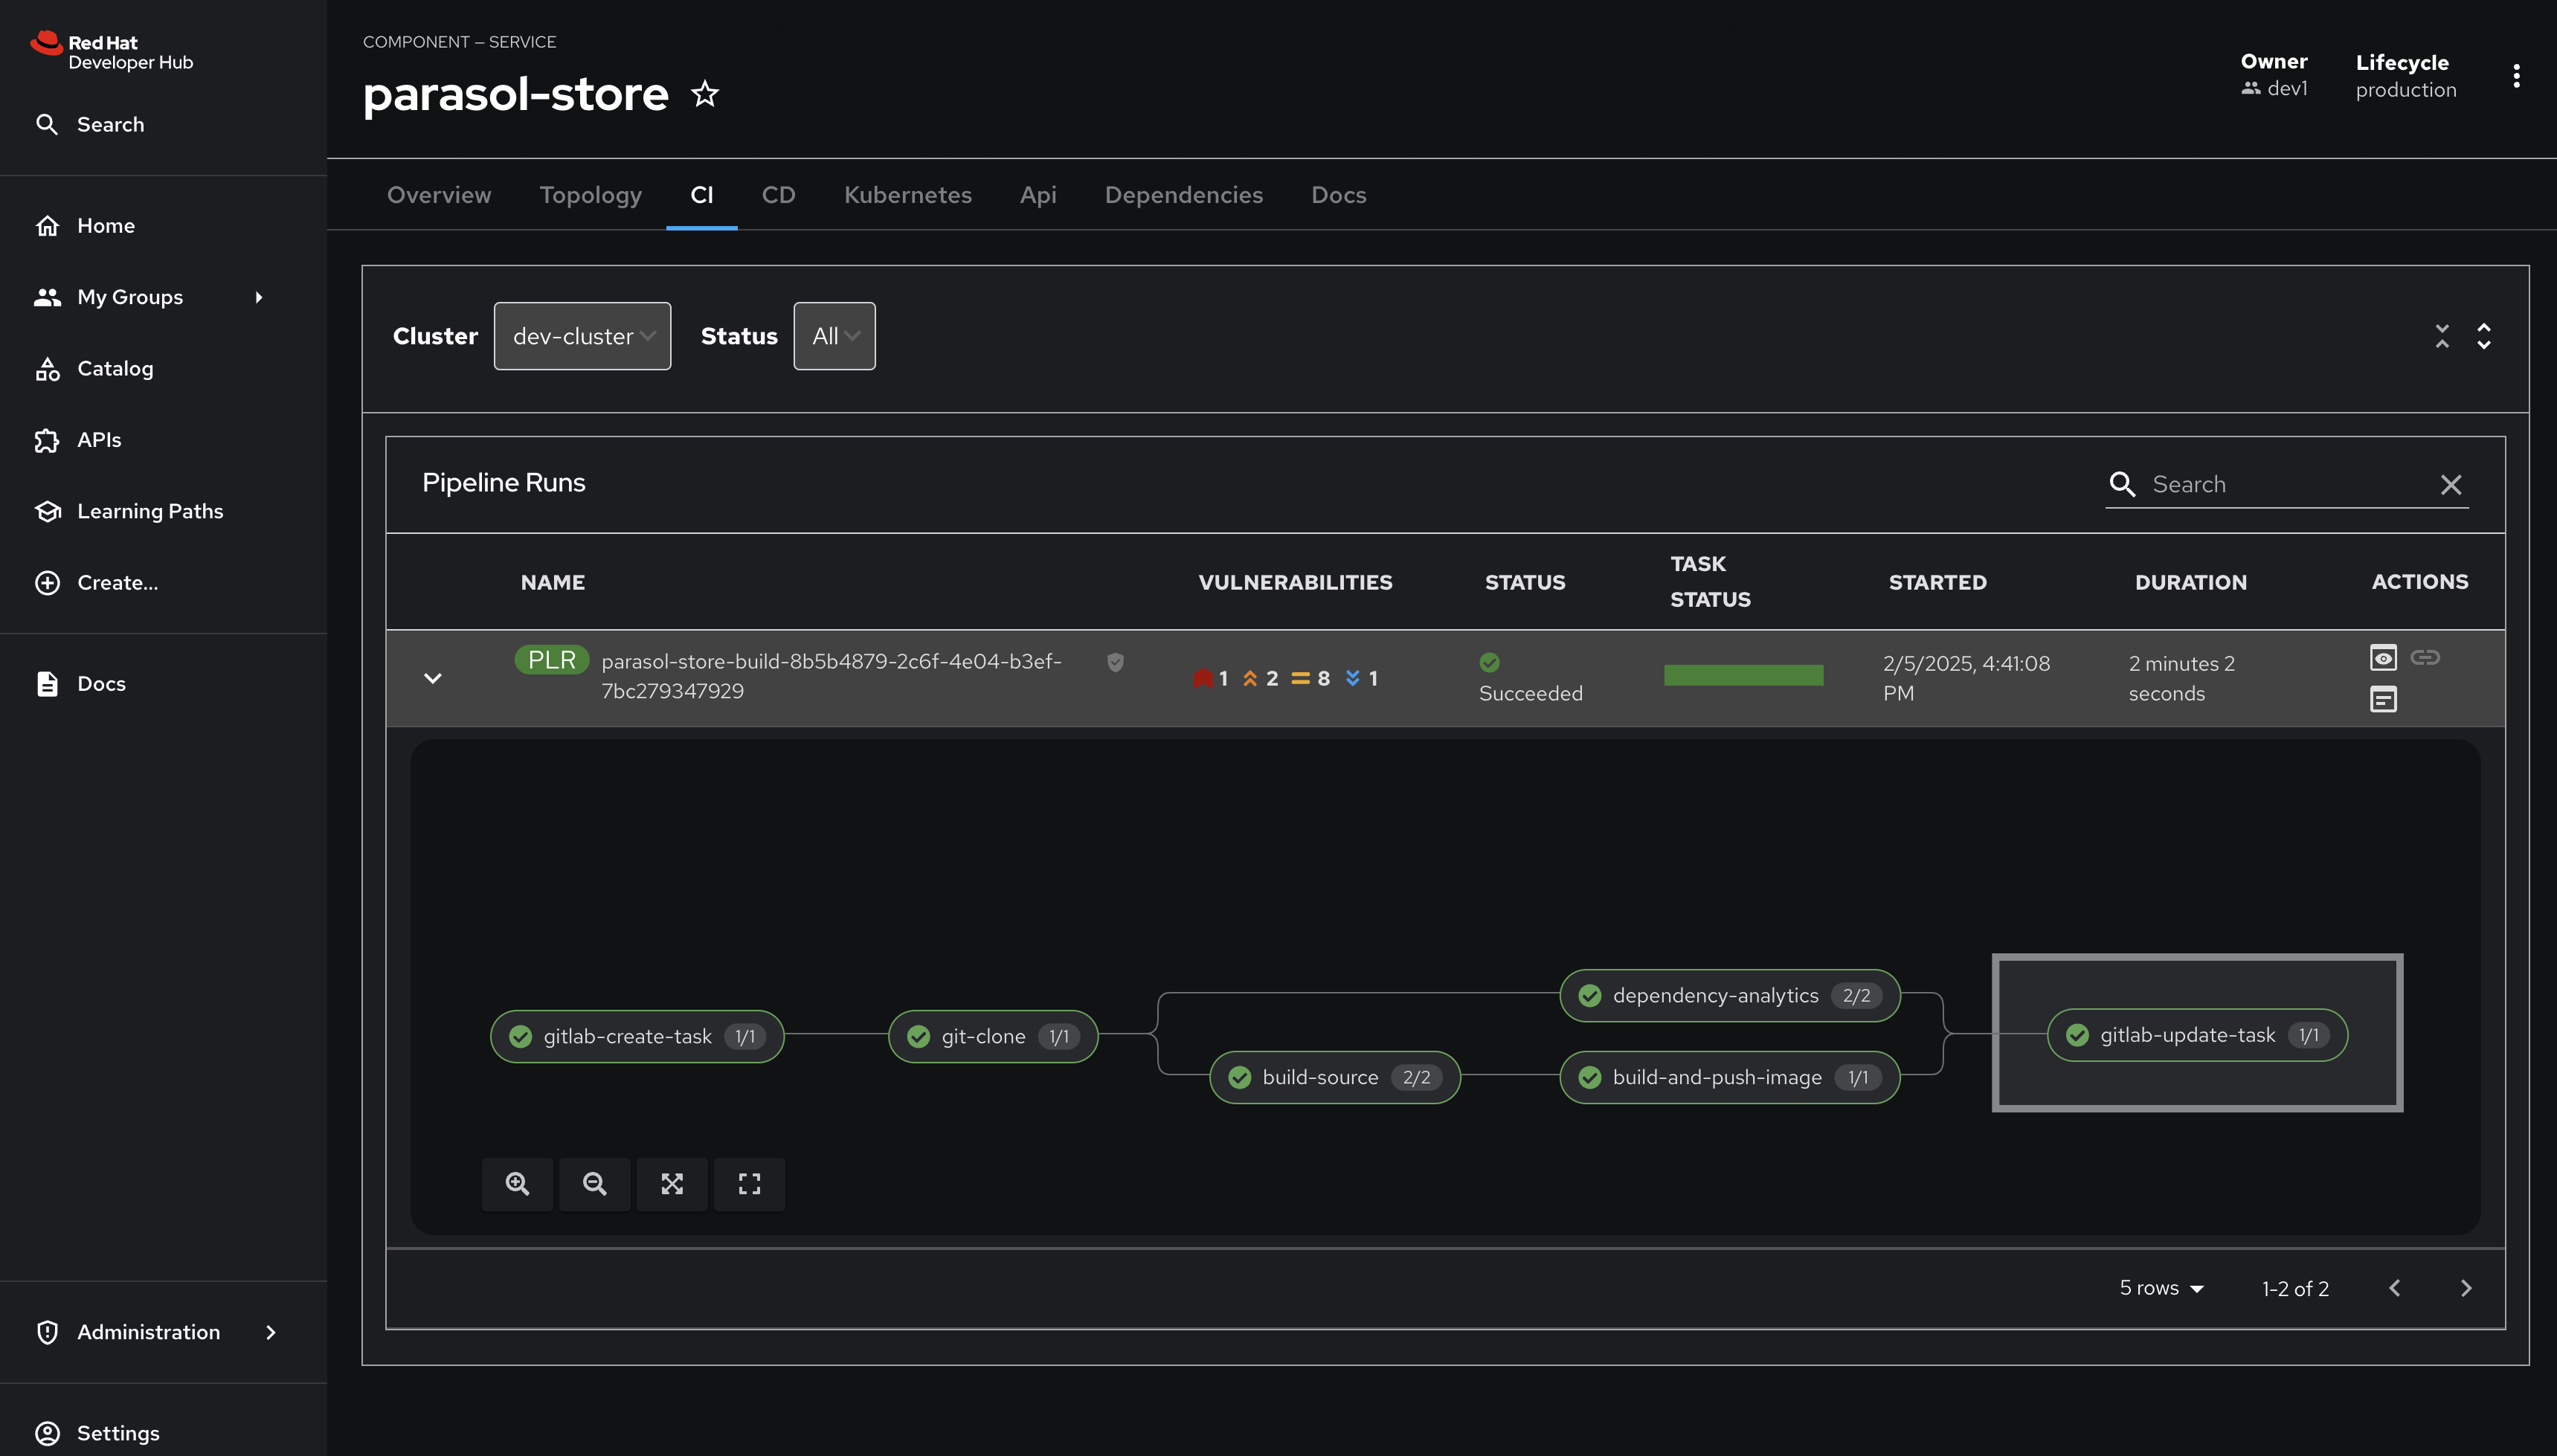 Red Hat
Developer Hub
Search
Home
My Groups
Catalog
APIs
Learning Paths
Create...
Docs
Administration
Settings
COMPONENT — SERVICE
parasol-store
Owner
dev1
Lifecycle
production
Overview
Topology
CI
CD
Kubernetes
Api
Dependencies
Docs
Cluster
dev-cluster
Status
All
Pipeline Runs
Search
NAME
VULNERABILITIES
STATUS
TASK
STATUS
STARTED
DURATION
ACTIONS
PLR
parasol-store-build-8b5b4879-2c6f-4e04-b3ef-
7bc279347929
1 2 8 1
Succeeded
2/5/2025, 4:41:08
PM
2 minutes 2
seconds
gitlab-create-task 1/1
git-clone 1/1
dependency-analytics 2/2
build-source 2/2
build-and-push-image 1/1
gitlab-update-task 1/1
5 rows
1-2 of 2